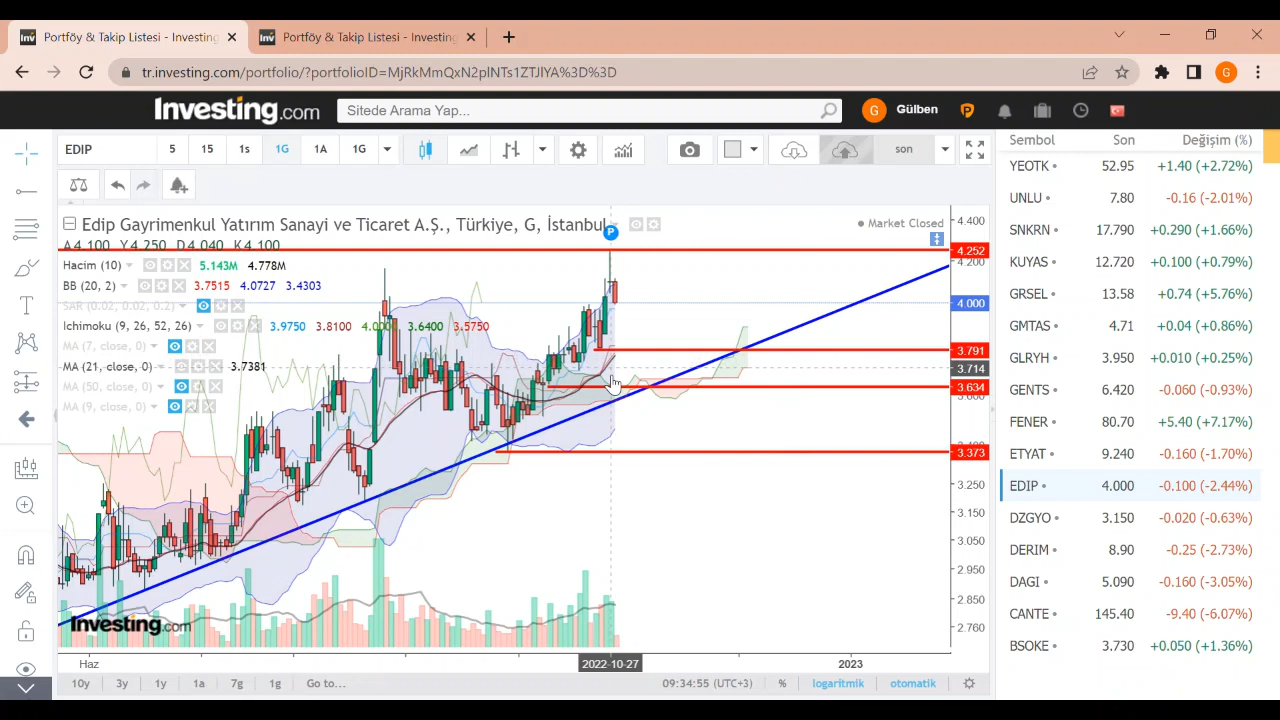 Portföy & Takip Listesi - Investing
Portföy & Takip Listesi - Investing
tr.investing.com/portfolio/?portfolioID=MjRkMmQxN2plNTs1ZTJlYA%3D%3D
G
Investing.com
Sitede Arama Yap...
G
Gülben
P
EDIP
5
15
1s
1G
1A
1G
son
Edip Gayrimenkul Yatırım Sanayi ve Ticaret A.Ş., Türkiye, G, İstanbul
Market Closed
A 4.100 Y 4.250 D 4.040 K 4.100
Hacim (10) 5.143M 4.778M
BB (20, 2) 3.7515 4.0727 3.4303
SAR (0.02, 0.02, 0.2)
Ichimoku (9, 26, 52, 26) 3.9750 3.8100 4.0000 3.6400 3.5750
MA (7, close, 0)
MA (21, close, 0) 3.7381
MA (50, close, 0)
MA (9, close, 0)
P
4.400
4.252
4.200
4.000
3.791
3.714
3.634
3.373
3.250
3.150
3.050
2.950
2.850
2.760
Investing.com
Haz
2022-10-27
2023
10y 3y 1y 1a 7g 1g Go to...
09:34:55 (UTC+3) % logaritmik otomatik
Sembol Son Değişim (%)
YEOTK 52.95 +1.40 (+2.72%)
UNLU 7.80 -0.16 (-2.01%)
SNKRN 17.790 +0.290 (+1.66%)
KUYAS 12.720 +0.100 (+0.79%)
GRSEL 13.58 +0.74 (+5.76%)
GMTAS 4.71 +0.04 (+0.86%)
GLRYH 3.950 +0.010 (+0.25%)
GENTS 6.420 -0.060 (-0.93%)
FENER 80.70 +5.40 (+7.17%)
ETYAT 9.240 -0.160 (-1.70%)
EDIP 4.000 -0.100 (-2.44%)
DZGYO 3.150 -0.020 (-0.63%)
DERIM 8.90 -0.25 (-2.73%)
DAGI 5.090 -0.160 (-3.05%)
CANTE 145.40 -9.40 (-6.07%)
BSOKE 3.730 +0.050 (+1.36%)